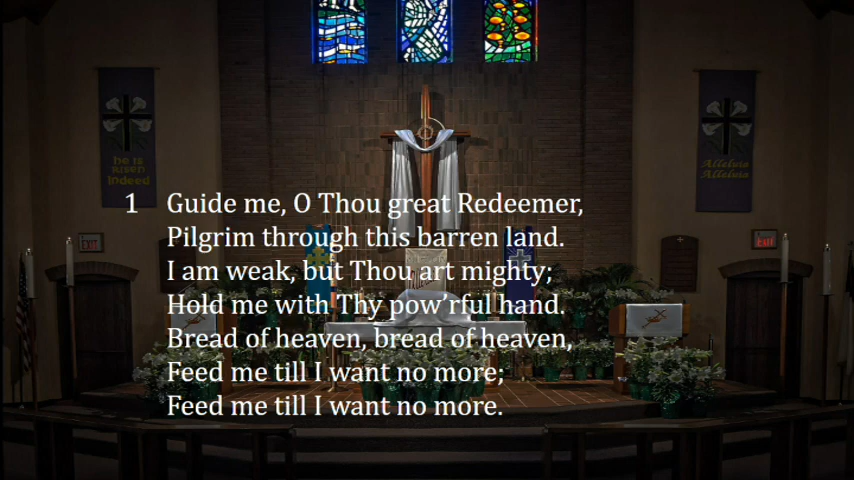 he is
risen
indeed
Alleluia
Alleluia
EXIT
EXIT
1 Guide me, O Thou great Redeemer,
Pilgrim through this barren land.
I am weak, but Thou art mighty;
Hold me with Thy pow’rful hand.
Bread of heaven, bread of heaven,
Feed me till I want no more;
Feed me till I want no more.